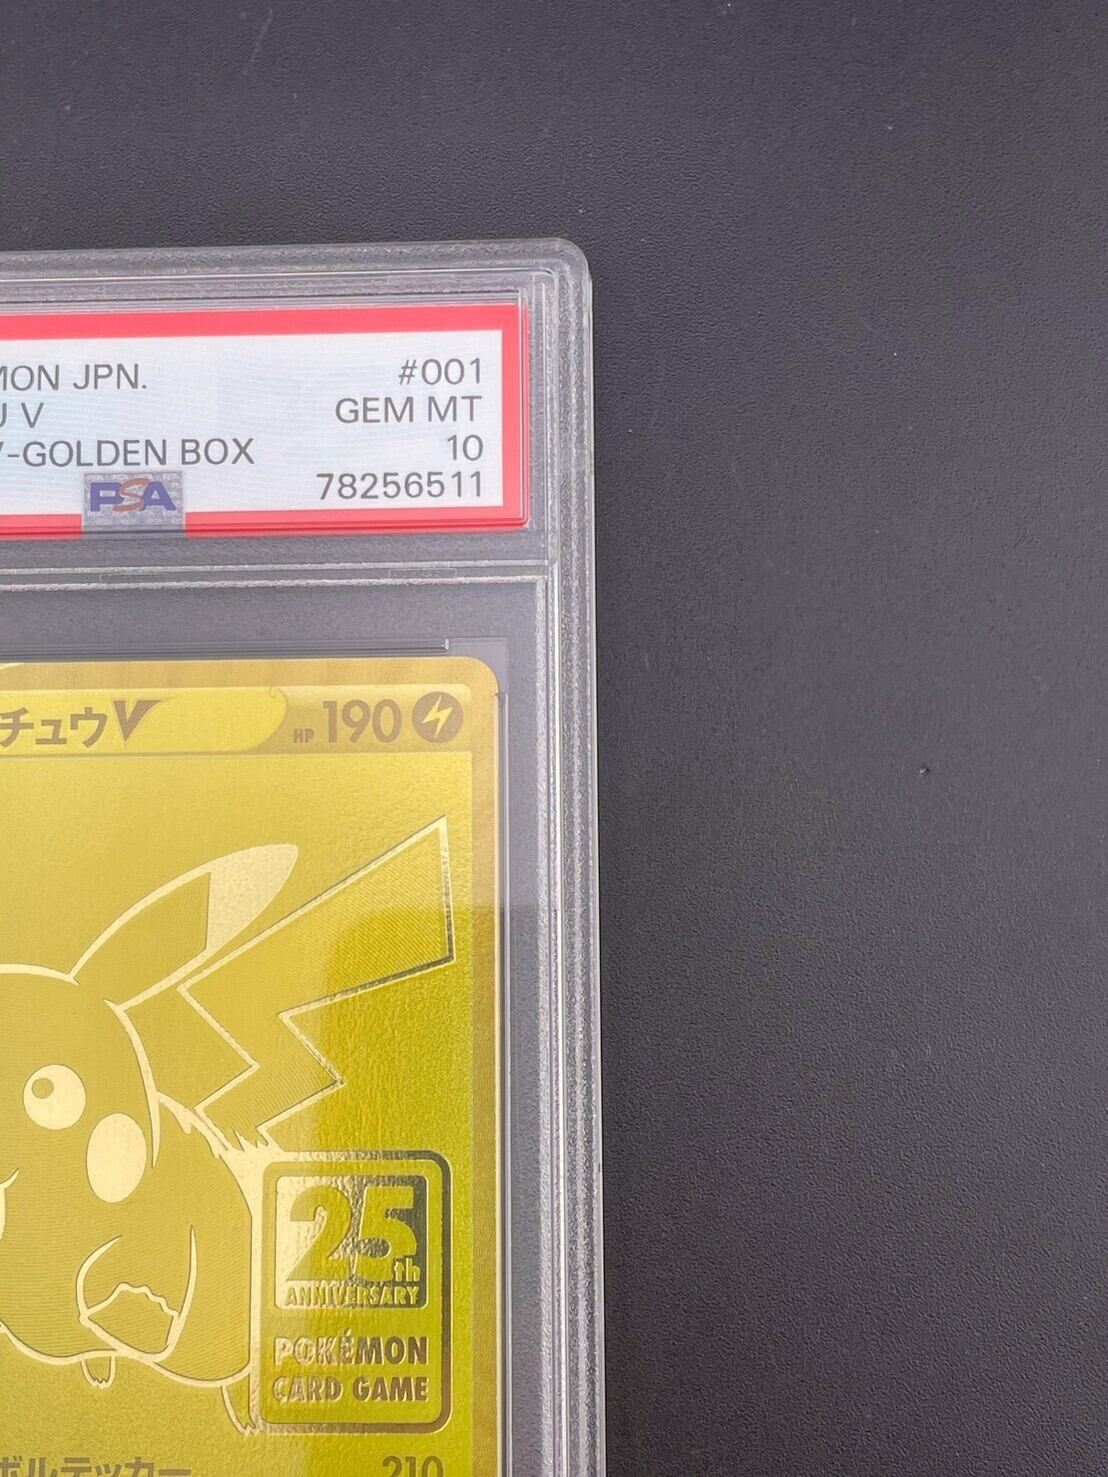 MON JPN. #001
U V GEM MT
Y-GOLDEN BOX 10
PSA 78256511
チュウV HP 190
25th
ANNIVERSARY
POKÉMON
CARD GAME
ボルテッカー 210